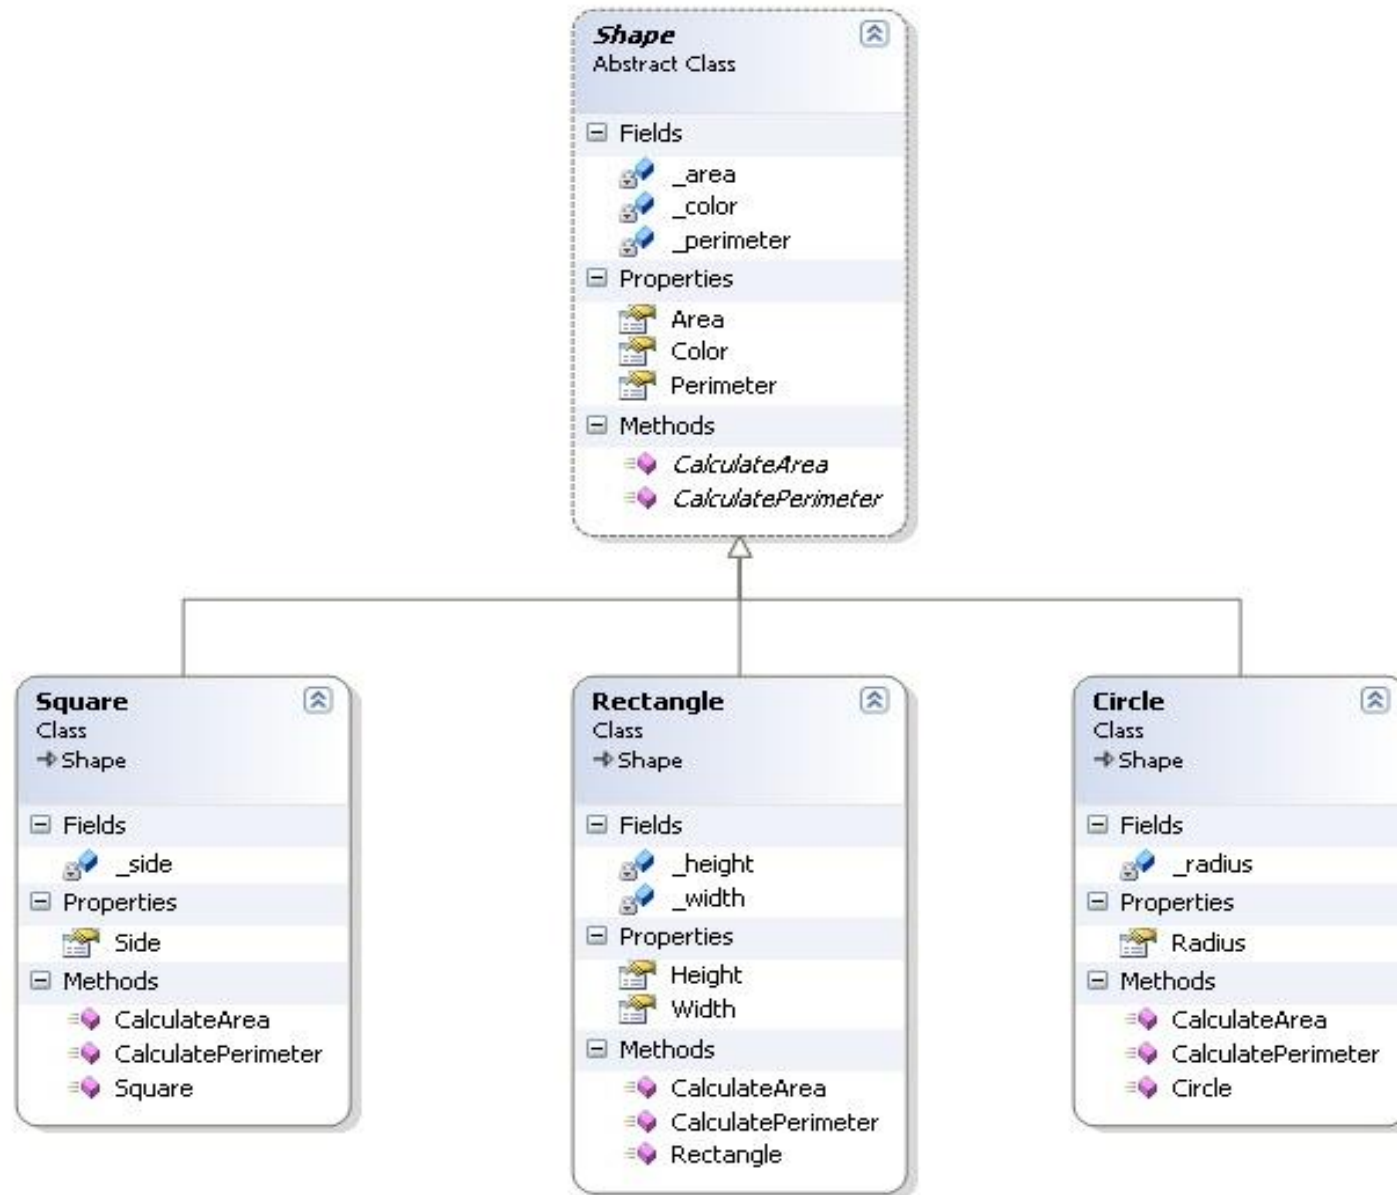 Shape
Abstract Class
Fields
_area
_color
_perimeter
Properties
Area
Color
Perimeter
Methods
CalculateArea
CalculatePerimeter
Square
Class
Shape
Fields
_side
Properties
Side
Methods
CalculateArea
CalculatePerimeter
Square
Rectangle
Class
Shape
Fields
_height
_width
Properties
Height
Width
Methods
CalculateArea
CalculatePerimeter
Rectangle
Circle
Class
Shape
Fields
_radius
Properties
Radius
Methods
CalculateArea
CalculatePerimeter
Circle